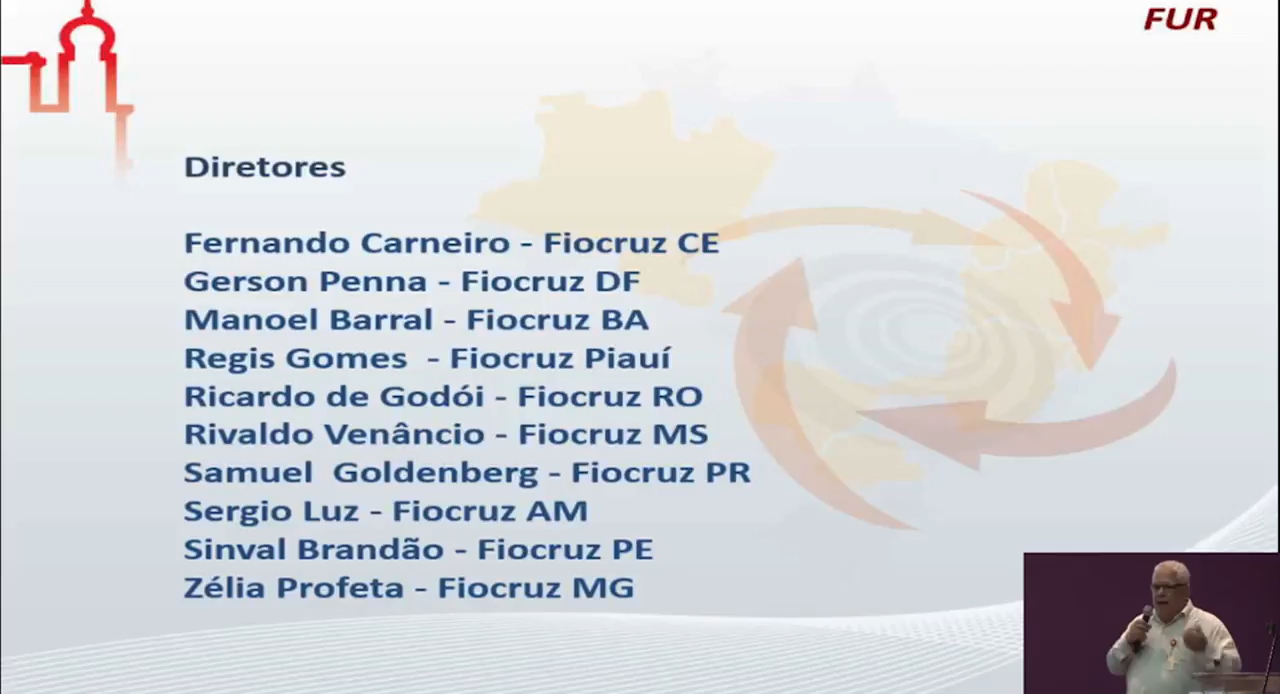 FUR
Diretores
Fernando Carneiro - Fiocruz CE
Gerson Penna - Fiocruz DF
Manoel Barral - Fiocruz BA
Regis Gomes - Fiocruz Piauí
Ricardo de Godói - Fiocruz RO
Rivaldo Venâncio - Fiocruz MS
Samuel Goldenberg - Fiocruz PR
Sergio Luz - Fiocruz AM
Sinval Brandão - Fiocruz PE
Zélia Profeta - Fiocruz MG